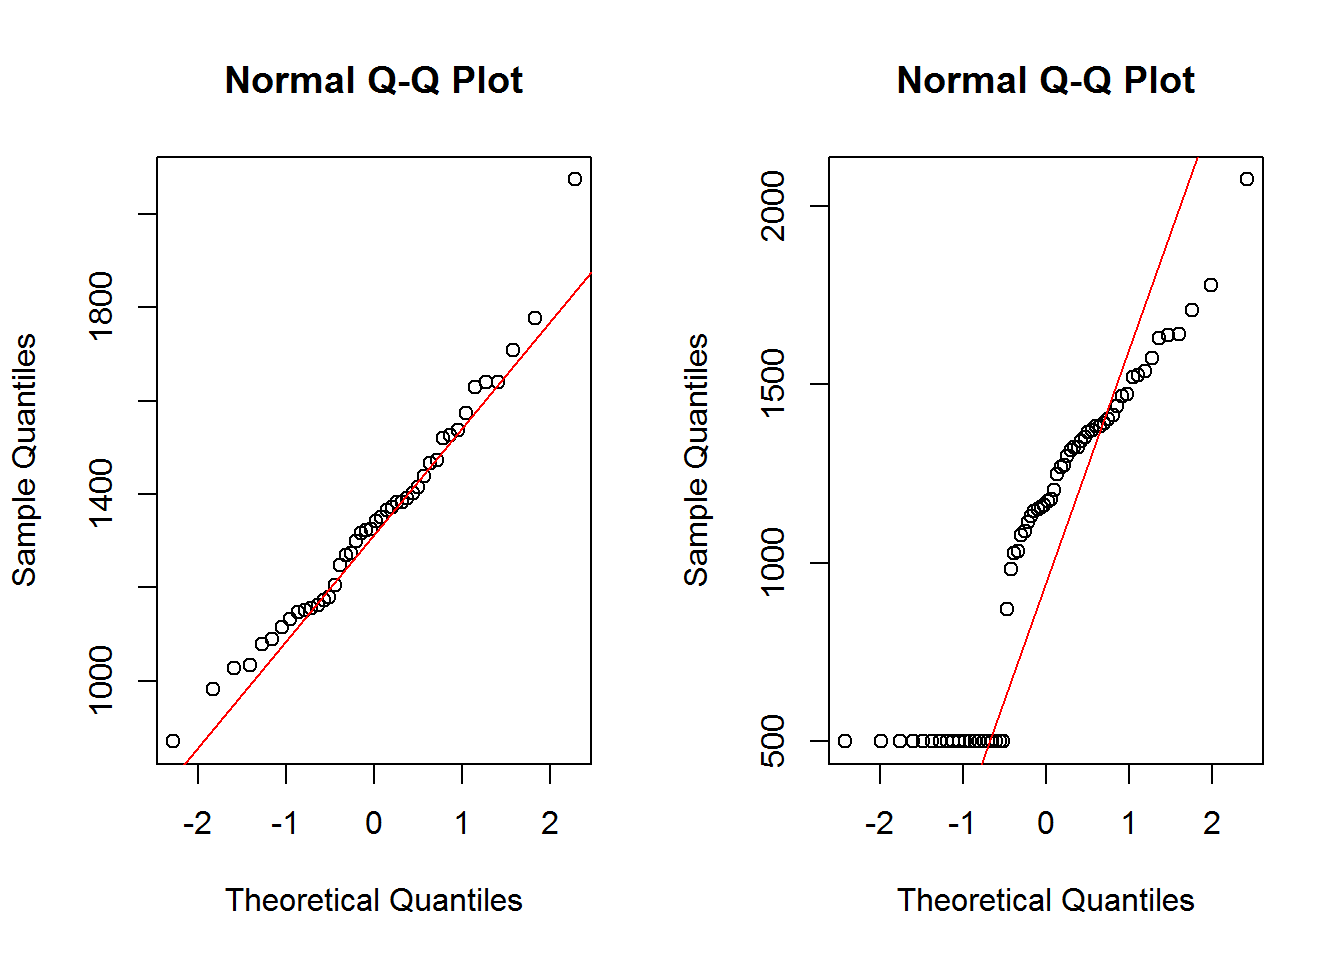 Normal Q-Q Plot
Sample Quantiles
1800
1400
1000
-2 -1 0 1 2
Theoretical Quantiles
Normal Q-Q Plot
Sample Quantiles
2000
1500
1000
500
-2 -1 0 1 2
Theoretical Quantiles